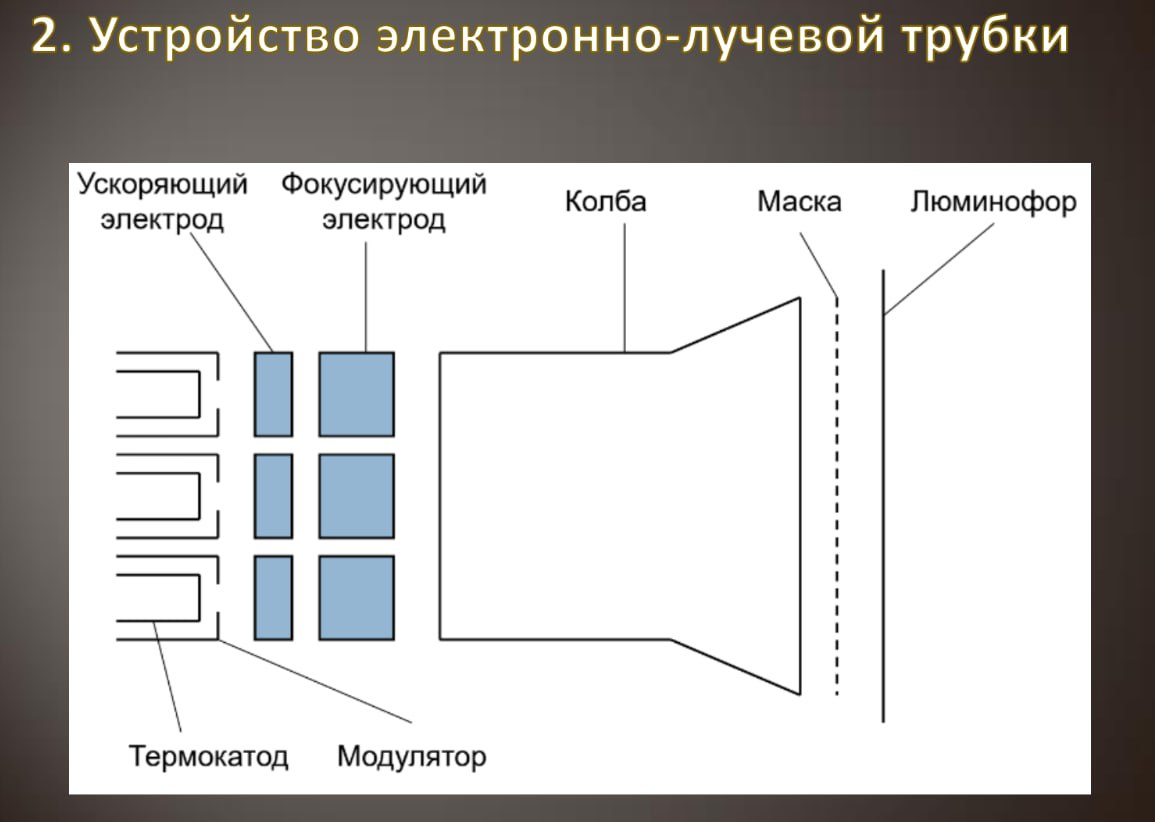 2. Устройство электронно-лучевой трубки
Ускоряющий
электрод
Фокусирующий
электрод
Колба
Маска
Люминофор
Термокатод
Модулятор